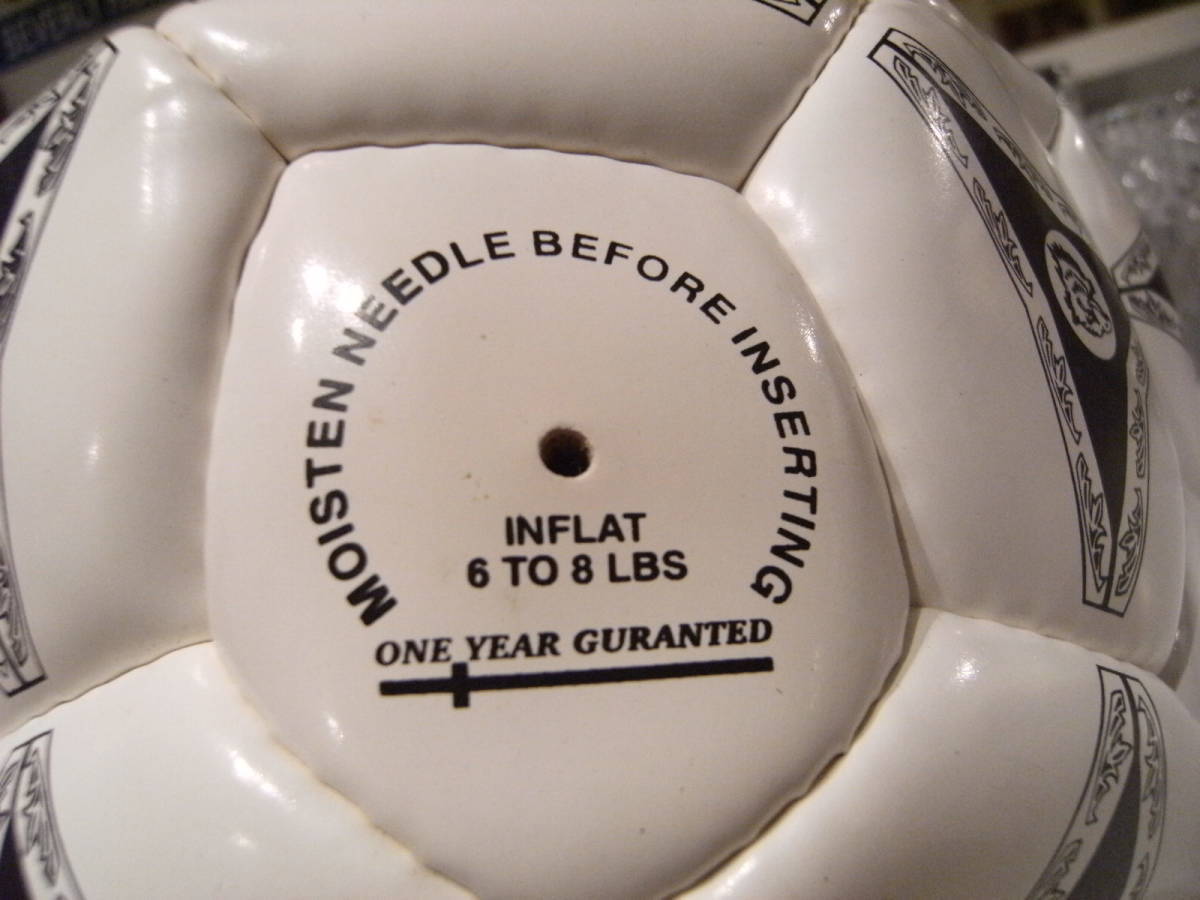 MOISTEN NEEDLE BEFORE INSERTING
INFLAT
6 TO 8 LBS
ONE YEAR GURANTED